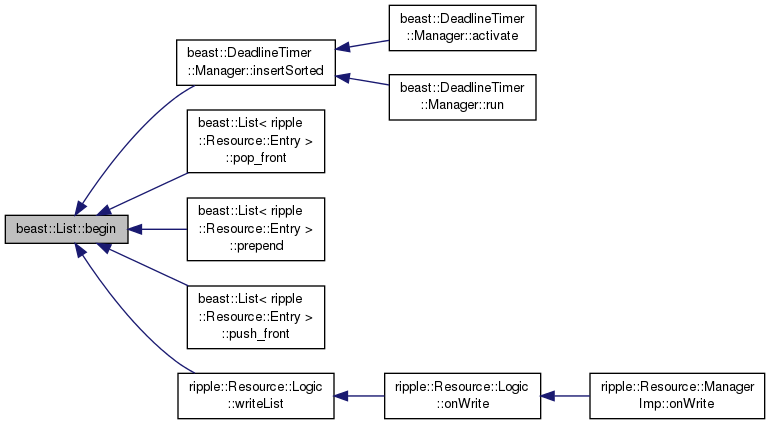 beast::DeadlineTimer
::Manager::activate
beast::DeadlineTimer
::Manager::insertSorted
beast::DeadlineTimer
::Manager::run
beast::List< ripple
::Resource::Entry >
::pop_front
beast::List::begin
beast::List< ripple
::Resource::Entry >
::prepend
beast::List< ripple
::Resource::Entry >
::push_front
ripple::Resource::Logic
::writeList
ripple::Resource::Logic
::onWrite
ripple::Resource::Manager
Imp::onWrite